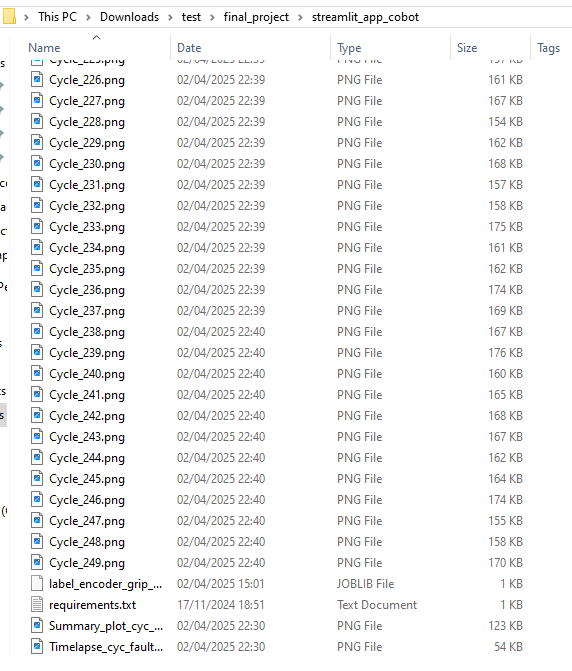 This PC > Downloads > test > final_project > streamlit_app_cobot
Name Date Type Size Tags
Cycle_225.png 02/04/2025 22:39 PNG File 157 KB
Cycle_226.png 02/04/2025 22:39 PNG File 161 KB
Cycle_227.png 02/04/2025 22:39 PNG File 167 KB
Cycle_228.png 02/04/2025 22:39 PNG File 154 KB
Cycle_229.png 02/04/2025 22:39 PNG File 162 KB
Cycle_230.png 02/04/2025 22:39 PNG File 168 KB
Cycle_231.png 02/04/2025 22:39 PNG File 157 KB
Cycle_232.png 02/04/2025 22:39 PNG File 158 KB
Cycle_233.png 02/04/2025 22:39 PNG File 175 KB
Cycle_234.png 02/04/2025 22:39 PNG File 161 KB
Cycle_235.png 02/04/2025 22:39 PNG File 162 KB
Cycle_236.png 02/04/2025 22:39 PNG File 174 KB
Cycle_237.png 02/04/2025 22:39 PNG File 169 KB
Cycle_238.png 02/04/2025 22:40 PNG File 167 KB
Cycle_239.png 02/04/2025 22:40 PNG File 176 KB
Cycle_240.png 02/04/2025 22:40 PNG File 160 KB
Cycle_241.png 02/04/2025 22:40 PNG File 165 KB
Cycle_242.png 02/04/2025 22:40 PNG File 168 KB
Cycle_243.png 02/04/2025 22:40 PNG File 167 KB
Cycle_244.png 02/04/2025 22:40 PNG File 162 KB
Cycle_245.png 02/04/2025 22:40 PNG File 164 KB
Cycle_246.png 02/04/2025 22:40 PNG File 174 KB
Cycle_247.png 02/04/2025 22:40 PNG File 155 KB
Cycle_248.png 02/04/2025 22:40 PNG File 158 KB
Cycle_249.png 02/04/2025 22:40 PNG File 170 KB
label_encoder_grip_... 02/04/2025 15:01 JOBLIB File 1 KB
requirements.txt 17/11/2024 18:51 Text Document 1 KB
Summary_plot_cyc_... 02/04/2025 22:30 PNG File 123 KB
Timelapse_cyc_fault... 02/04/2025 22:30 PNG File 54 KB